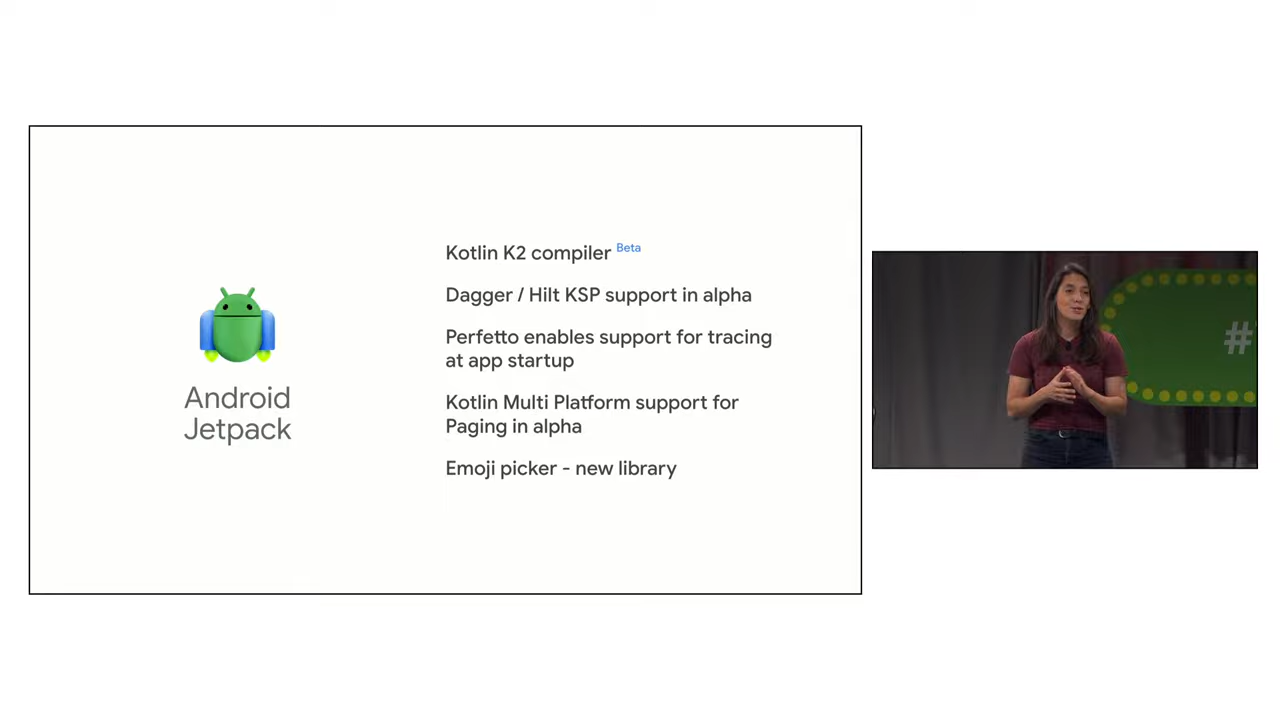 Android
Jetpack
Kotlin K2 compiler Beta
Dagger / Hilt KSP support in alpha
Perfetto enables support for tracing
at app startup
Kotlin Multi Platform support for
Paging in alpha
Emoji picker - new library
#